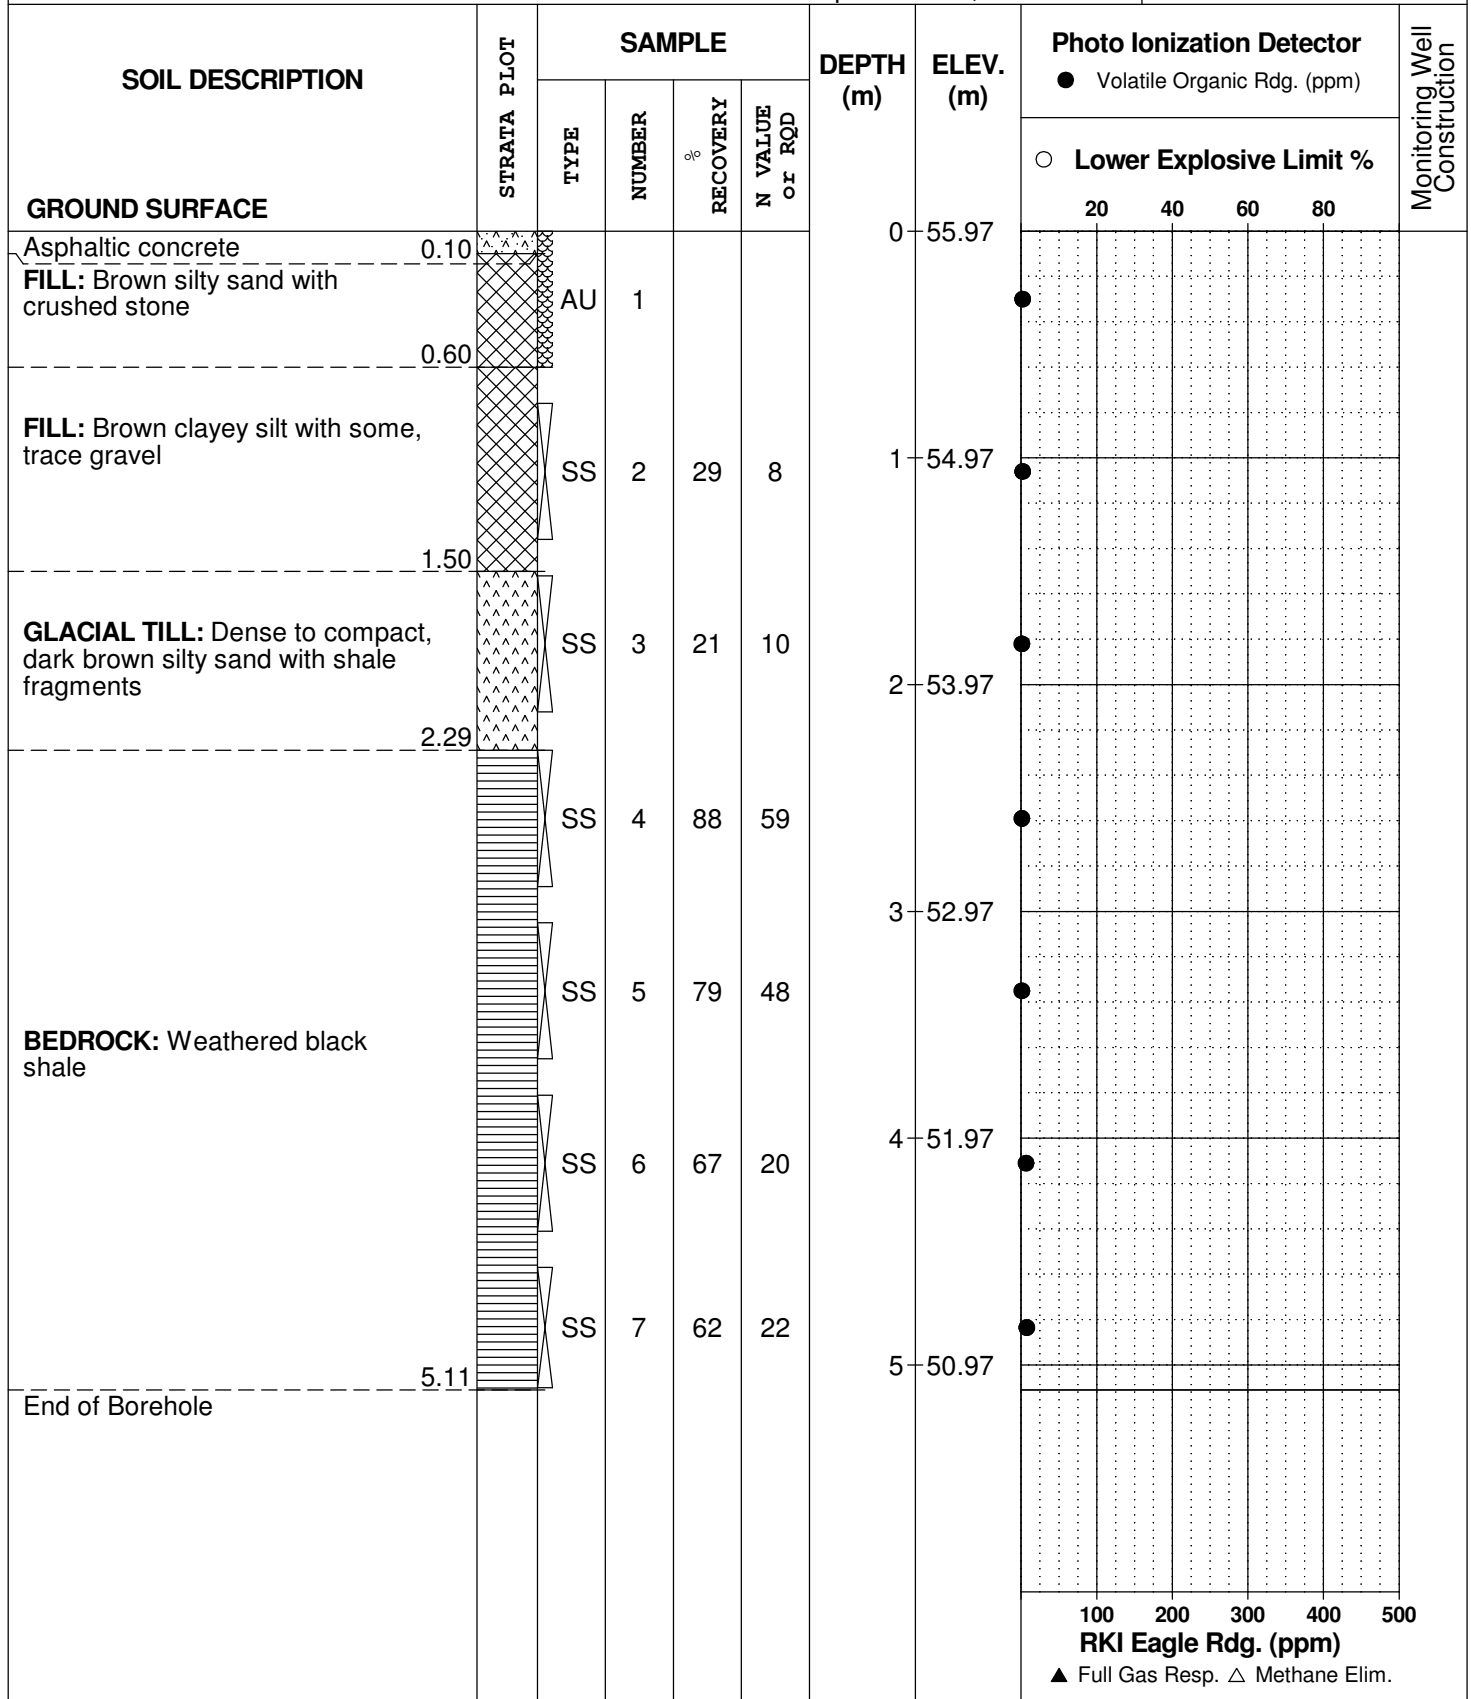 SOIL DESCRIPTION
GROUND SURFACE
STRATA PLOT
SAMPLE
TYPE
NUMBER
%
RECOVERY
N VALUE
or RQD
DEPTH
(m)
ELEV.
(m)
Photo Ionization Detector
● Volatile Organic Rdg. (ppm)
○ Lower Explosive Limit %
20 40 60 80
Monitoring Well
Construction
0 55.97
Asphaltic concrete 0.10
FILL: Brown silty sand with
crushed stone
AU 1
0.60
FILL: Brown clayey silt with some,
trace gravel
1 54.97
SS 2 29 8
1.50
GLACIAL TILL: Dense to compact,
dark brown silty sand with shale
fragments
SS 3 21 10
2 53.97
2.29
SS 4 88 59
3 52.97
SS 5 79 48
BEDROCK: Weathered black
shale
4 51.97
SS 6 67 20
SS 7 62 22
5 50.97
5.11
End of Borehole
100 200 300 400 500
RKI Eagle Rdg. (ppm)
▲ Full Gas Resp. △ Methane Elim.